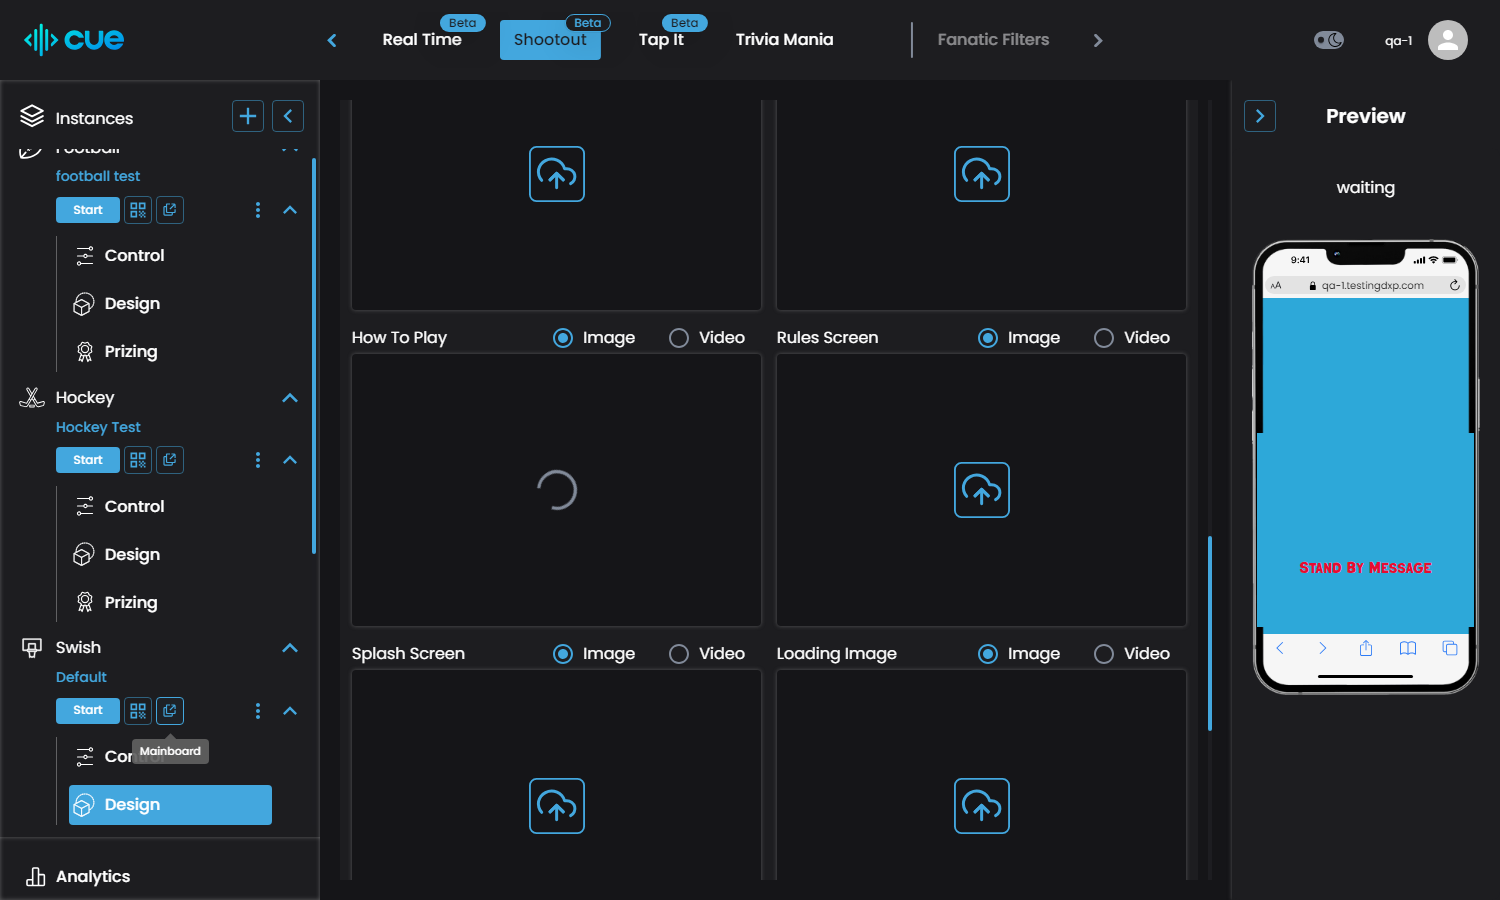 cue
Real Time
Beta
Shootout
Beta
Tap It
Beta
Trivia Mania
Fanatic Filters
qa-1
Instances
Football
football test
Start
Control
Design
Prizing
Hockey
Hockey Test
Start
Control
Design
Prizing
Swish
Default
Start
Mainboard
Control
Design
Analytics
How To Play
Image
Video
Rules Screen
Image
Video
Splash Screen
Image
Video
Loading Image
Image
Video
Preview
waiting
9:41
AA
qa-1.testingdxp.com
Stand By Message